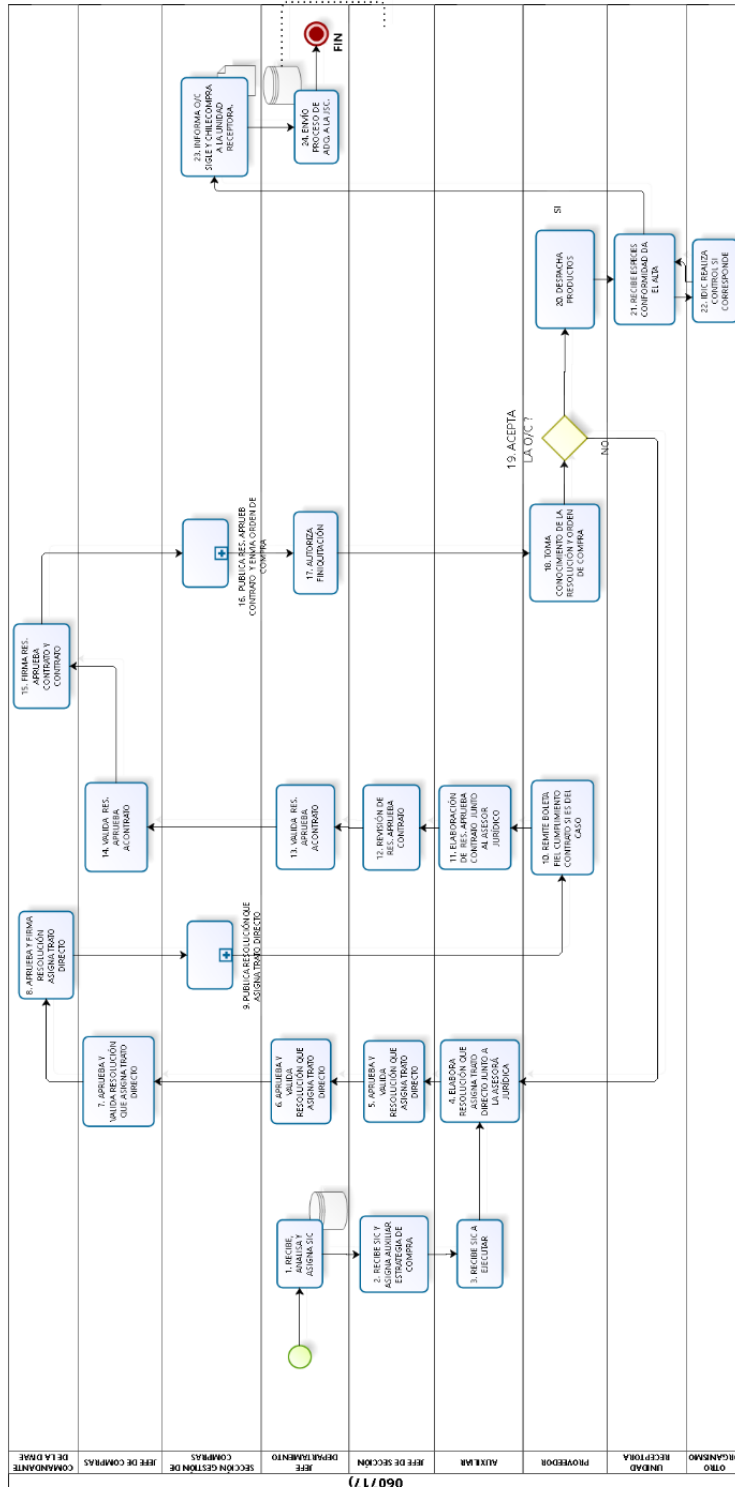 060/17)
COMANDANTE
DE LA DIVAE
JEFE DE COMPRAS
SECCIÓN GESTIÓN DE
COMPRAS
JEFE
DEPARTAMENTO
JEFE DE SECCIÓN
AUXILIAR
PROVEEDOR
UNIDAD
RECEPTORA
OTRO
ORGANISMO
1. RECIBE,
ANALISA Y
ASIGNA SIC
2. RECIBE SIC Y
ASIGNA AUXILIAR.
ESTRATEGIA DE
COMPRA
3. RECIBE SIC A
EJECUTAR
4. ELABORA
RESOLUCIÓN QUE
ASIGNA TRATO
DIRECTO JUNTO A
LA ASESORÁ
JURÍDICA
5. APRUEBA Y
VALIDA
RESOLUCIÓN QUE
ASIGNA TRATO
DIRECTO
6. APRUEBA Y
VALIDA
RESOLUCIÓN QUE
ASIGNA TRATO
DIRECTO
7. APRUEBA Y
VALIDA RESOLUCIÓN
QUE ASIGNA TRATO
DIRECTO
8. APRUEBA Y FIRMA
RESOLUCIÓN
ASIGNA TRATO
DIRECTO
9. PUBLICA RESOLUCIÓN QUE
ASIGNA TRATO DIRECTO
10. REMITE BOLETA
FIEL CUMPLIMIENTO
CONTRATO SI ES DEL
CASO
11. ELABORACIÓN
DE RES. APRUEBA
CONTRATO JUNTO
AL ASESOR
JURÍDICO
12. REVISIÓN DE
RES. APRUEBA
CONTRATO
13. VALIDA RES.
APRUEBA
ACONTRATO
14. VALIDA RES.
APRUEBA
ACONTRATO
15. FIRMA RES.
APRUEBA
CONTRATO Y
CONTRATO
16. PUBLICA RES. APRUEB
CONTRATO Y ENVIA ORDEN DE
COMPRA
17. AUTORIZA
FINIQUITACIÓN
18. TOMA
CONOCIMIENTO DE LA
RESOLUCIÓN Y ORDEN
DE COMPRA
19. ACEPTA
LA O/C ?
NO
SI
20. DESPACHA
PRODUCTOS
21. RECIBE ESPECIES
CONFORMIDAD DA
EL ALTA
22. IDIC REALIZA
CONTROL SI
CORRESPONDE
23. INFORMA O/C
SIGLE Y CHILECOMPRA
A LA UNIDAD
RECEPTORA.
24. ENVÍO
PROCESO DE
ADQ. A LA JSC.
FIN